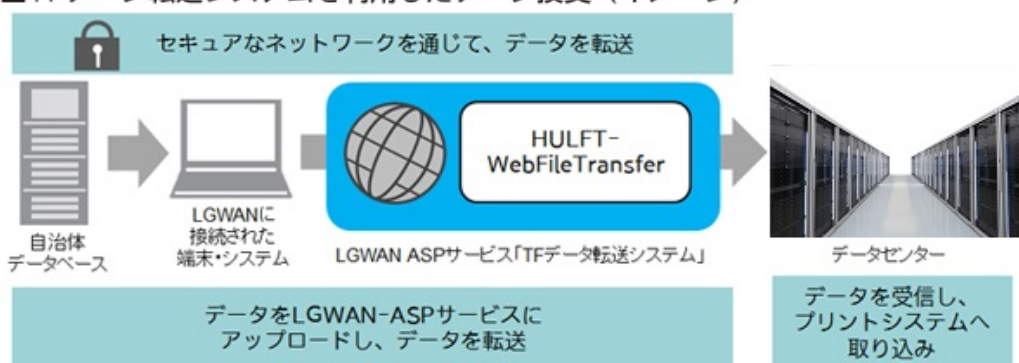 セキュアなネットワークを通じて、データを転送
HULFT-
WebFileTransfer
自治体
データベース
LGWANに
接続された
端末・システム
LGWAN ASPサービス「TFデータ転送システム」
データセンター
データをLGWAN-ASPサービスに
アップロードし、データを転送
データを受信し、
プリントシステムへ
取り込み